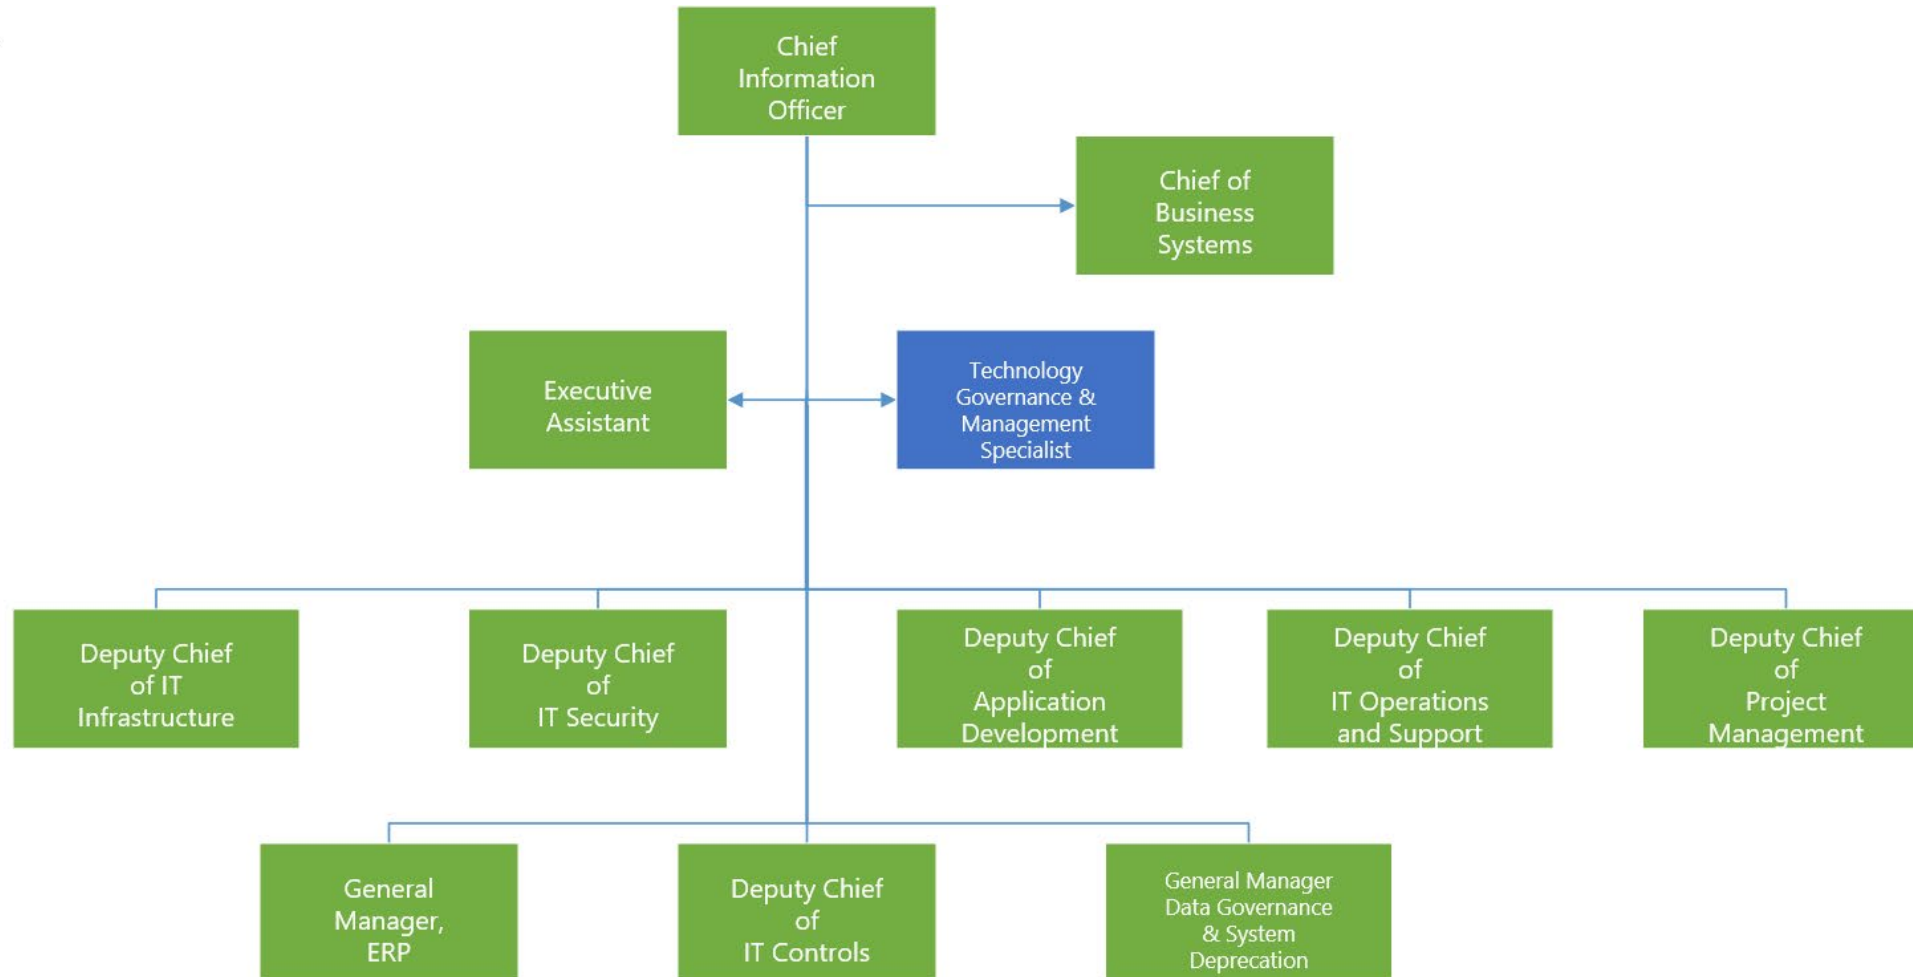 Chief
Information
Officer
Chief of
Business
Systems
Executive
Assistant
Technology
Governance &
Management
Specialist
Deputy Chief
of IT
Infrastructure
Deputy Chief
of
IT Security
Deputy Chief
of
Application
Development
Deputy Chief
of
IT Operations
and Support
Deputy Chief
of
Project
Management
General
Manager,
ERP
Deputy Chief
of
IT Controls
General Manager
Data Governance
& System
Deprecation